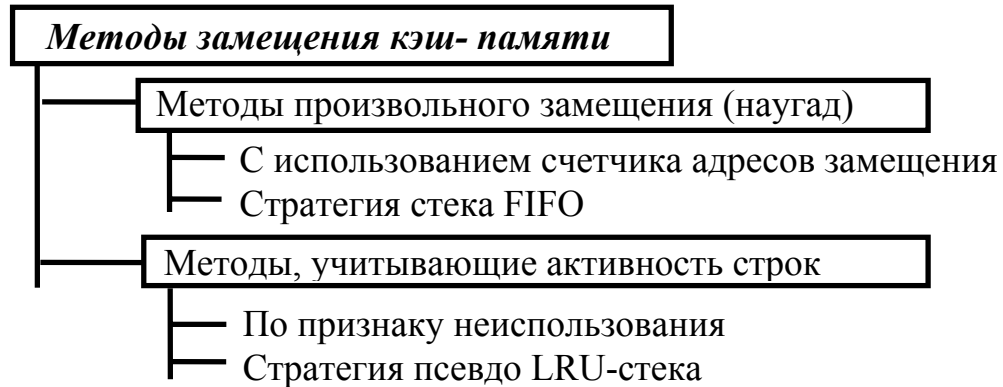 Методы замещения кэш- памяти
Методы произвольного замещения (наугад)
С использованием счетчика адресов замещения
Стратегия стека FIFO
Методы, учитывающие активность строк
По признаку неиспользования
Стратегия псевдо LRU-стека